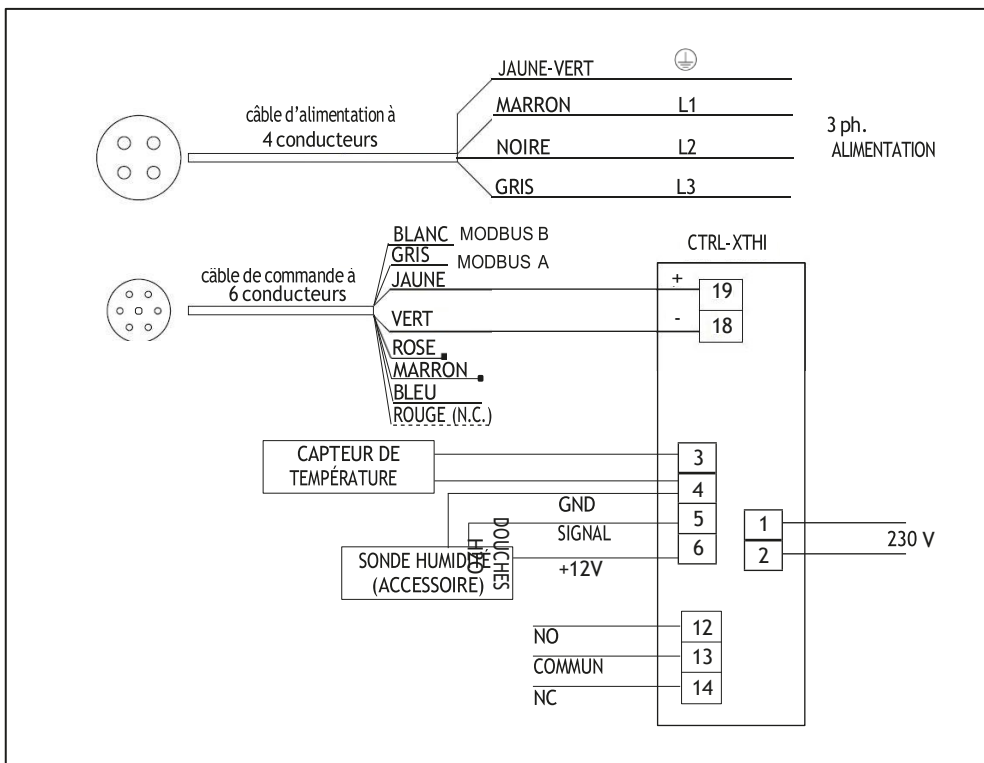 JAUNE-VERT
câble d'alimentation à
4 conducteurs
MARRON L1
3 ph.
ALIMENTATION
NOIRE L2
GRIS L3
BLANC MODBUS B
GRIS MODBUS A
CTRL-XTHI
câble de commande à
6 conducteurs
JAUNE
+ 19
VERT
- 18
ROSE
MARRON
BLEU
ROUGE (N.C.)
CAPTEUR DE
TEMPÉRATURE
3
4
GND
5
SIGNAL
6
+12V
DOUCHES
H2O
SONDE HUMIDITÉ
(ACCESSOIRE)
1
2
230 V
NO
12
COMMUN
13
NC
14